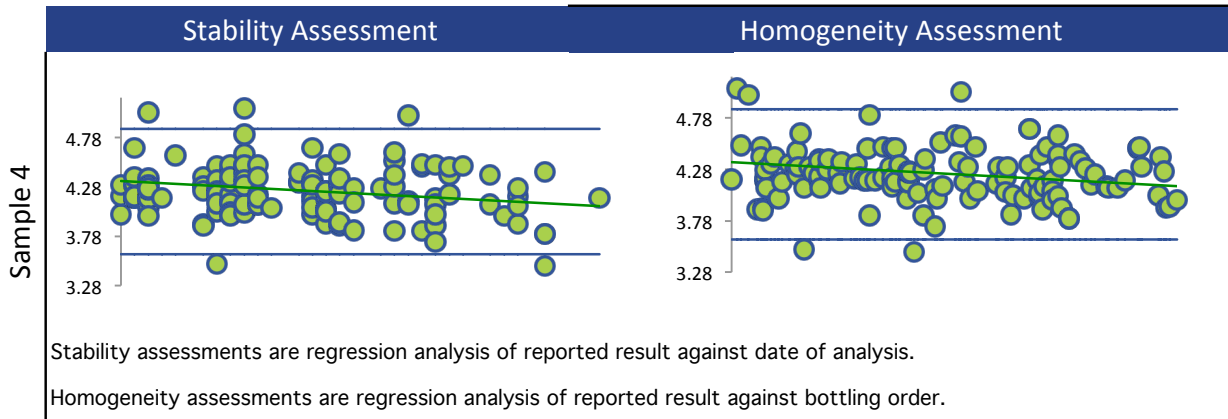 Stability Assessment
Homogeneity Assessment
Sample 4
4.78
4.28
3.78
3.28
4.78
4.28
3.78
3.28
Stability assessments are regression analysis of reported result against date of analysis.
Homogeneity assessments are regression analysis of reported result against bottling order.